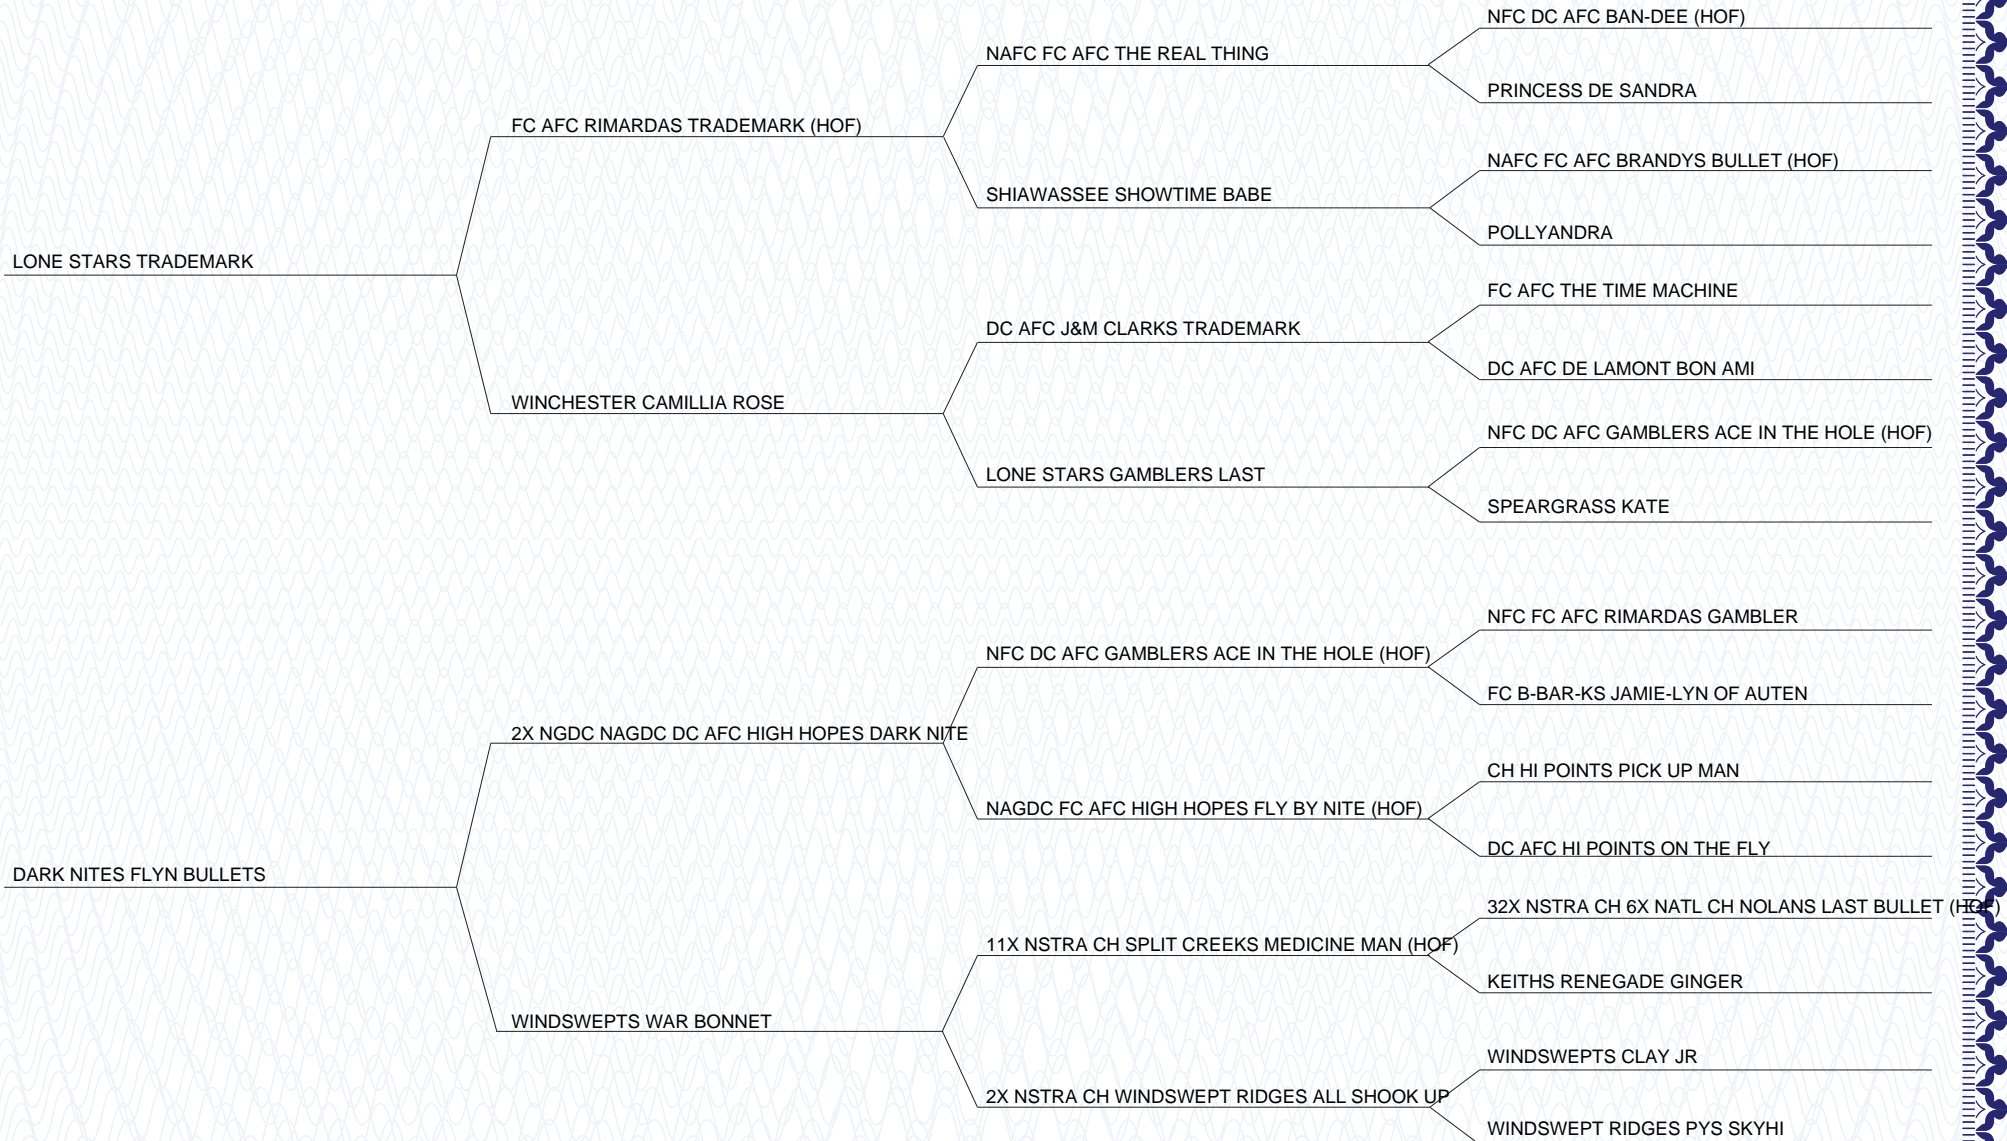 NFC DC AFC BAN-DEE (HOF)
NAFC FC AFC THE REAL THING
PRINCESS DE SANDRA
FC AFC RIMARDAS TRADEMARK (HOF)
NAFC FC AFC BRANDYS BULLET (HOF)
SHIAWASSEE SHOWTIME BABE
POLLYANDRA
LONE STARS TRADEMARK
FC AFC THE TIME MACHINE
DC AFC J&M CLARKS TRADEMARK
DC AFC DE LAMONT BON AMI
WINCHESTER CAMILLIA ROSE
NFC DC AFC GAMBLERS ACE IN THE HOLE (HOF)
LONE STARS GAMBLERS LAST
SPEARGRASS KATE
NFC FC AFC RIMARDAS GAMBLER
NFC DC AFC GAMBLERS ACE IN THE HOLE (HOF)
FC B-BAR-KS JAMIE-LYN OF AUTEN
2X NGDC NAGDC DC AFC HIGH HOPES DARK NITE
CH HI POINTS PICK UP MAN
NAGDC FC AFC HIGH HOPES FLY BY NITE (HOF)
DC AFC HI POINTS ON THE FLY
DARK NITES FLYN BULLETS
32X NSTRA CH 6X NATL CH NOLANS LAST BULLET (HOF)
11X NSTRA CH SPLIT CREEKS MEDICINE MAN (HOF)
KEITHS RENEGADE GINGER
WINDSWEPTS WAR BONNET
WINDSWEPTS CLAY JR
2X NSTRA CH WINDSWEPT RIDGES ALL SHOOK UP
WINDSWEPT RIDGES PYS SKYHI